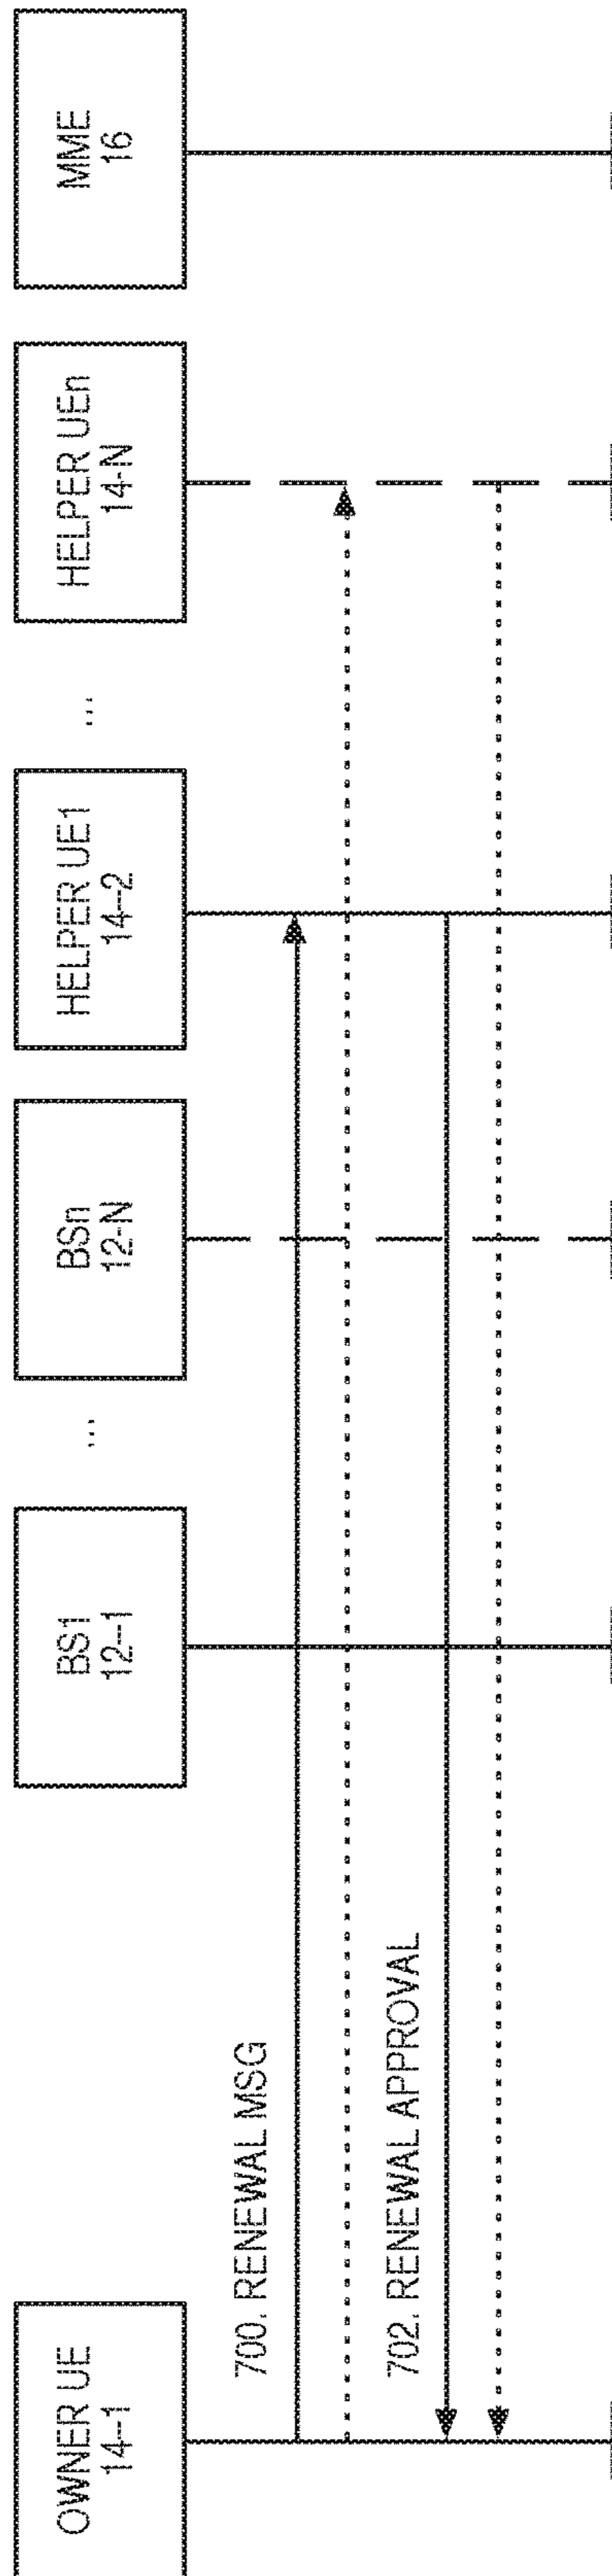 OWNER UE
14-1
BS1
12-1
...
BSn
12-N
HELPER UE1
14-2
...
HELPER UEn
14-N
MME
16
700. RENEWAL MSG
702. RENEWAL APPROVAL